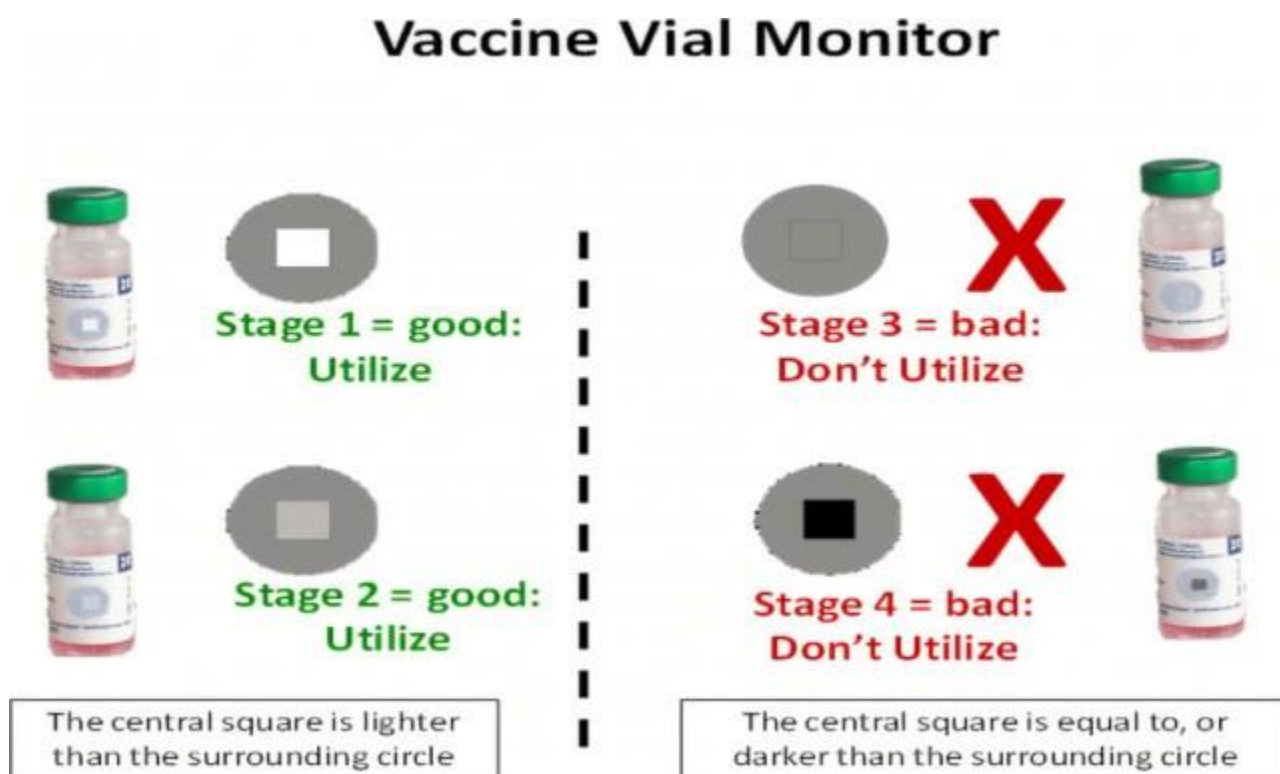 Vaccine Vial Monitor
Stage 1 = good:
Utilize
Stage 3 = bad:
Don’t Utilize
X
Stage 2 = good:
Utilize
Stage 4 = bad:
Don’t Utilize
X
The central square is lighter
than the surrounding circle
The central square is equal to, or
darker than the surrounding circle